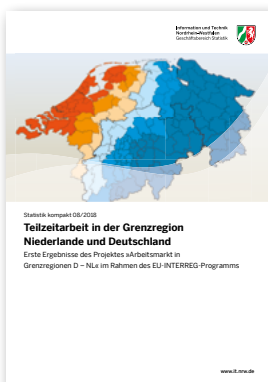 Information und Technik
Nordrhein-Westfalen
Geschäftsbereich Statistik
Statistik kompakt 08/2018
Teilzeitarbeit in der Grenzregion
Niederlande und Deutschland
Erste Ergebnisse des Projektes »Arbeitsmarkt in
Grenzregionen D – NL« im Rahmen des EU-INTERREG-Programms
www.it.nrw.de